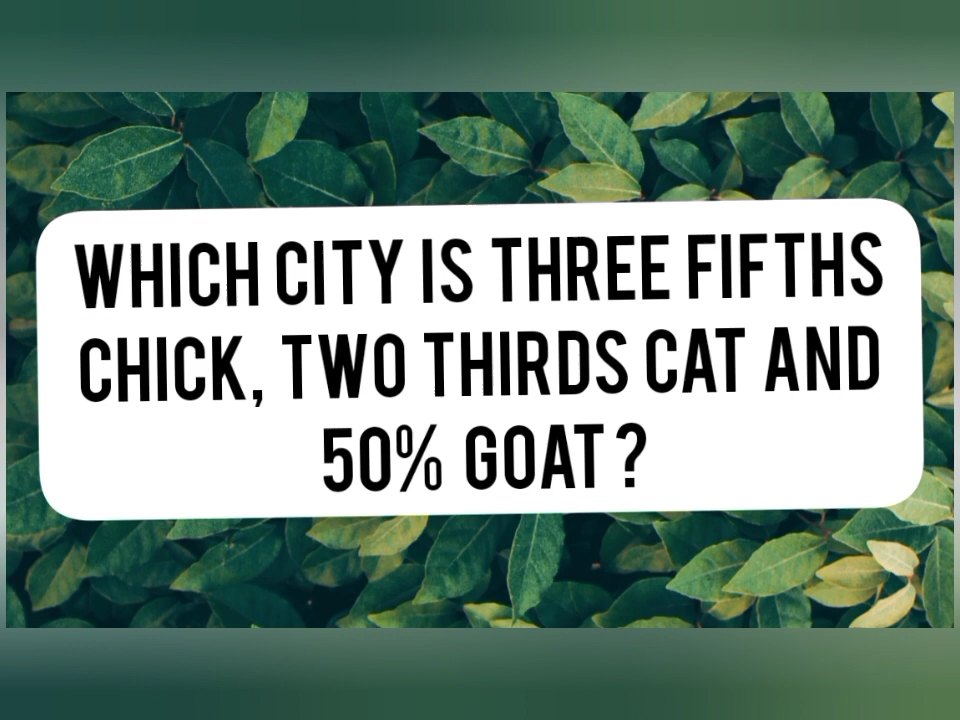 WHICH CITY IS THREE FIFTHS
CHICK, TWO THIRDS CAT AND
50% GOAT?